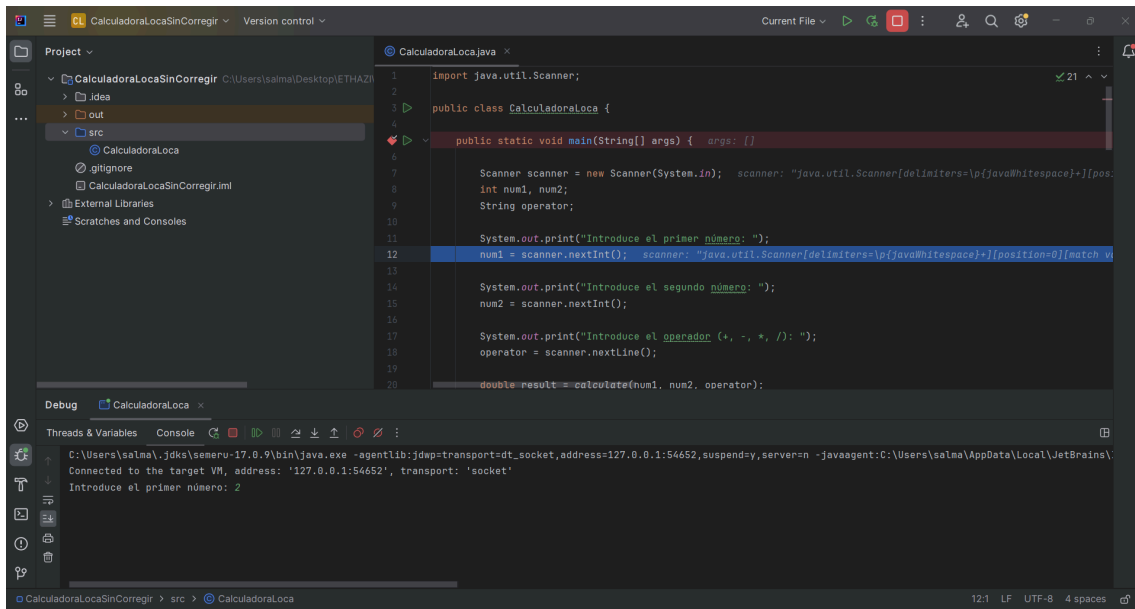 CL CalculadoraLocaSinCorregir Version control Current File
Project
CalculadoraLocaSinCorregir C:\Users\salma\Desktop\ETHAZI\
.idea
out
src
CalculadoraLoca
.gitignore
CalculadoraLocaSinCorregir.iml
External Libraries
Scratches and Consoles
CalculadoraLoca.java
21
1 import java.util.Scanner;
2
3 public class CalculadoraLoca {
4
public static void main(String[] args) { args: []
6
7 Scanner scanner = new Scanner(System.in); scanner: "java.util.Scanner[delimiters=\p{javaWhitespace}+][pos
8 int num1, num2;
9 String operator;
10
11 System.out.print("Introduce el primer número: ");
12 num1 = scanner.nextInt(); scanner: "java.util.Scanner[delimiters=\p{javaWhitespace}+][position=0][match va
13
14 System.out.print("Introduce el segundo número: ");
15 num2 = scanner.nextInt();
16
17 System.out.print("Introduce el operador (+, -, *, /): ");
18 operator = scanner.nextLine();
19
20 double result = calculate(num1, num2, operator);
Debug CalculadoraLoca
Threads & Variables Console
C:\Users\salma\.jdks\semeru-17.0.9\bin\java.exe -agentlib:jdwp=transport=dt_socket,address=127.0.0.1:54652,suspend=y,server=n -javaagent:C:\Users\salma\AppData\Local\JetBrains\
Connected to the target VM, address: '127.0.0.1:54652', transport: 'socket'
Introduce el primer número: 2
CalculadoraLocaSinCorregir > src > CalculadoraLoca 12:1 LF UTF-8 4 spaces